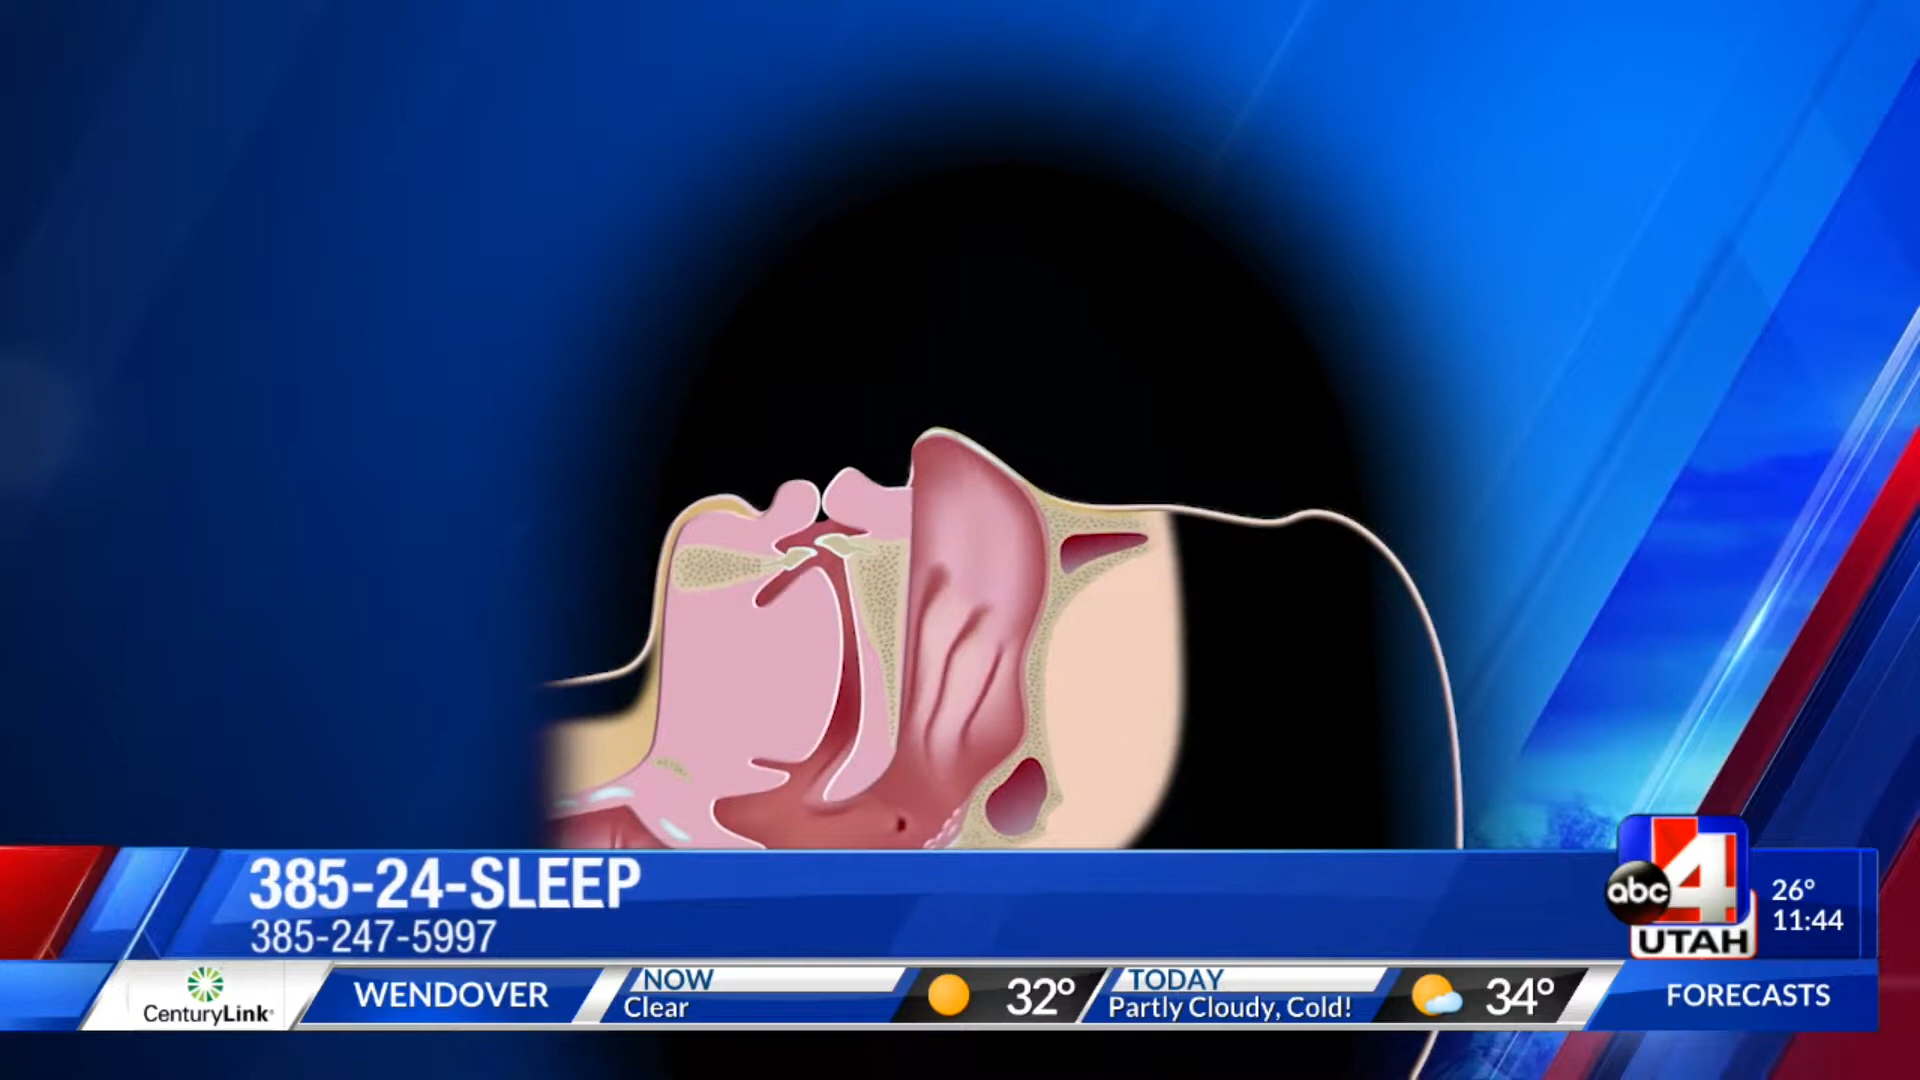 385-24-SLEEP
385-247-5997
abc 4
UTAH
26°
11:44
CenturyLink
WENDOVER
NOW
Clear
32°
TODAY
Partly Cloudy, Cold!
34°
FORECASTS